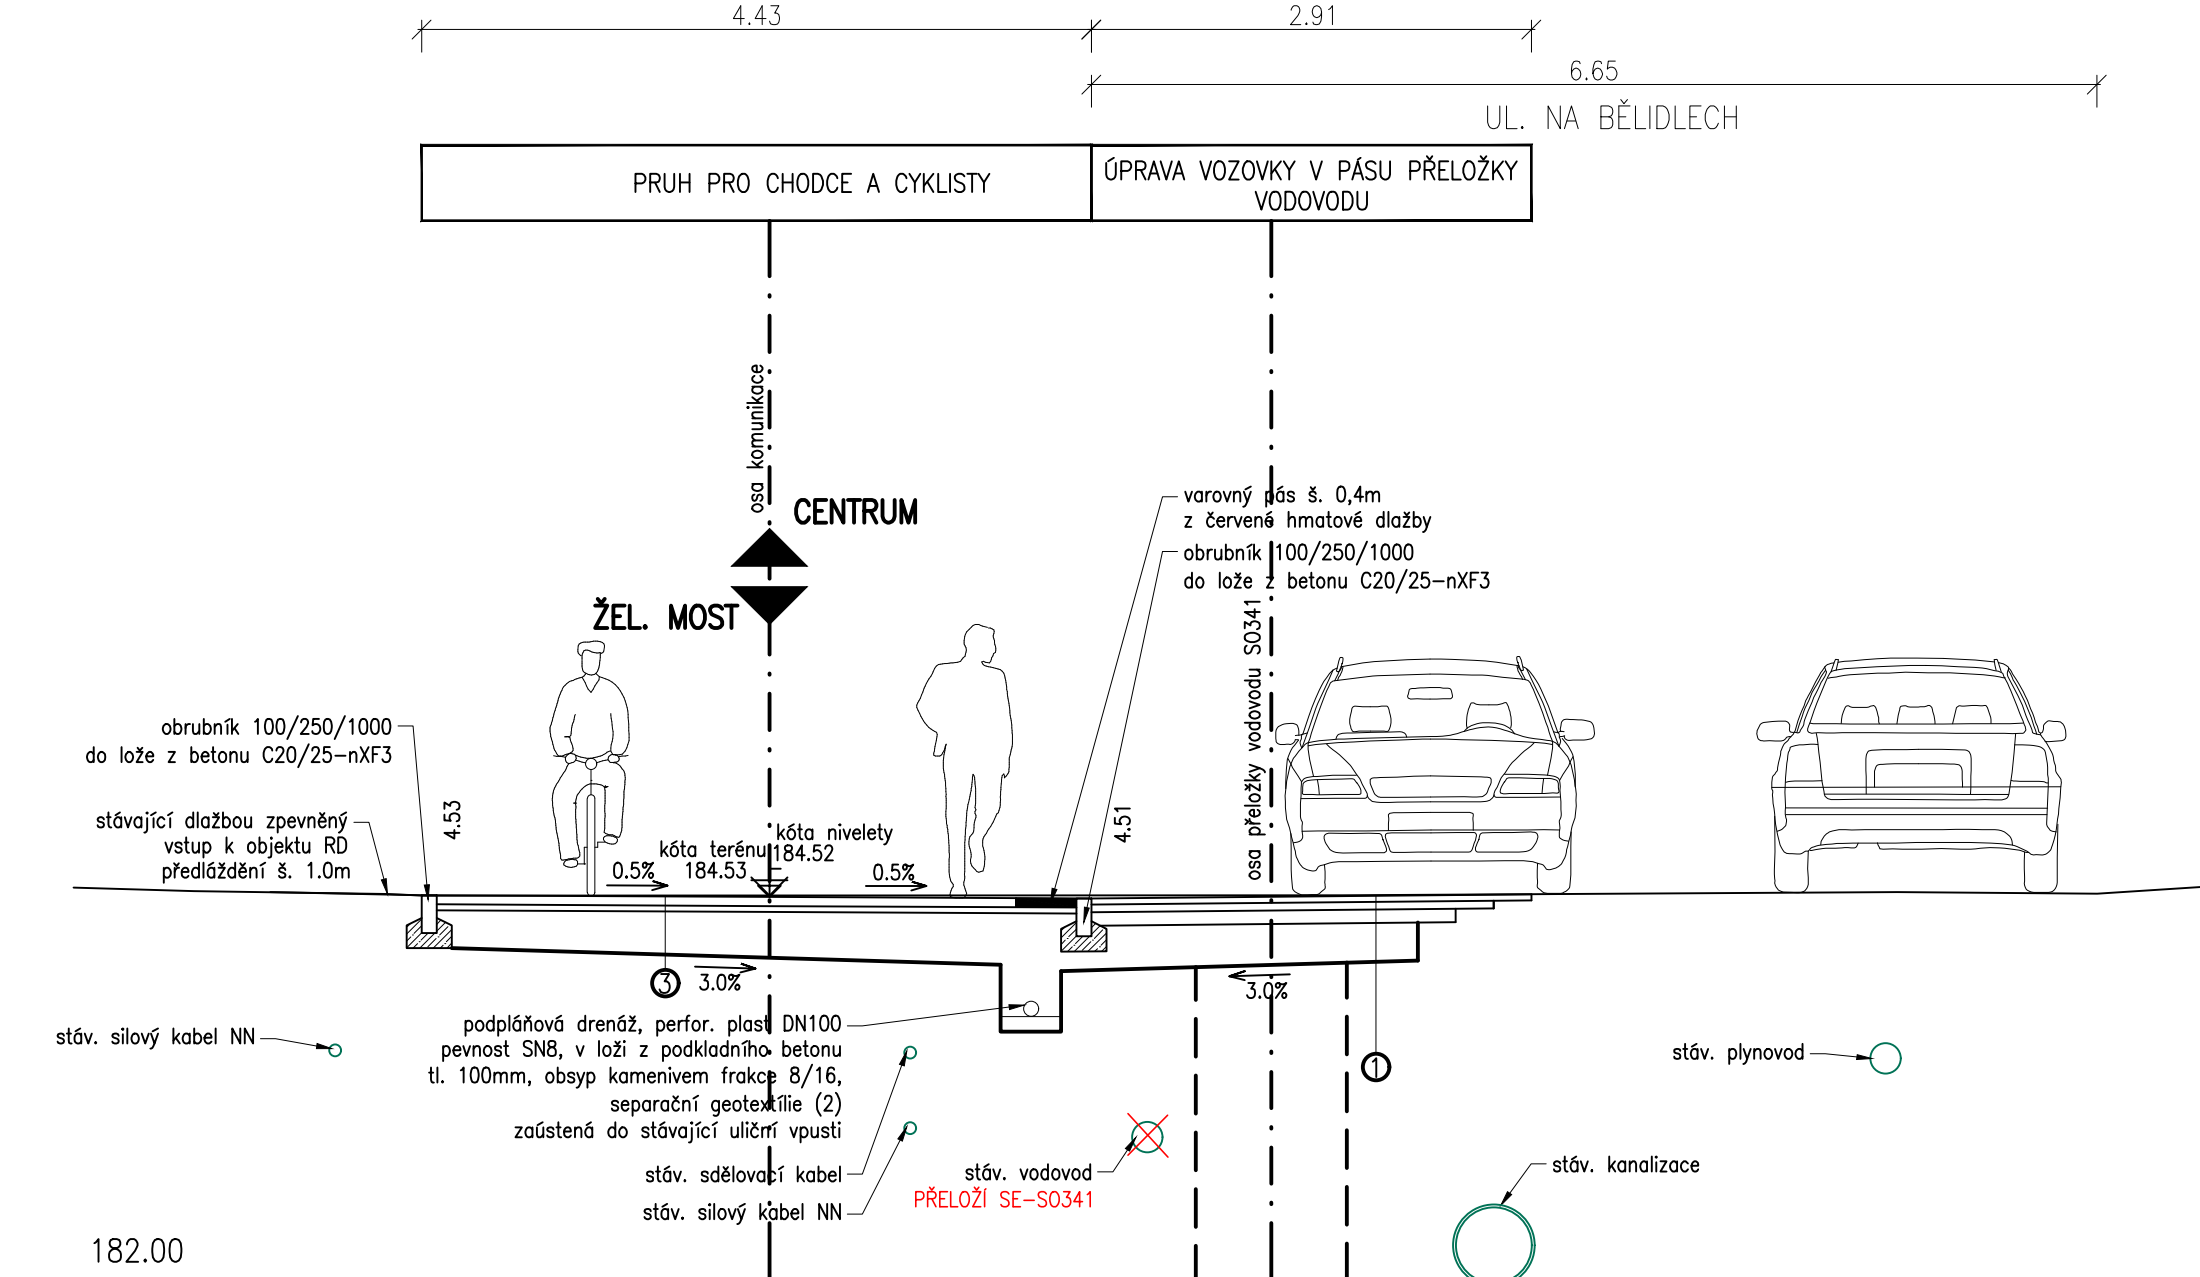 4.43
2.91
6.65
UL. NA BĚLIDLECH
PRUH PRO CHODCE A CYKLISTY
ÚPRAVA VOZOVKY V PÁSU PŘELOŽKY
VODOVODU
osa komunikace
CENTRUM
ŽEL. MOST
varovný pás š. 0,4m
z červené hmatové dlažby
obrubník 100/250/1000
do lože z betonu C20/25-nXF3
osa přeložky vodovodu SO341
obrubník 100/250/1000
do lože z betonu C20/25-nXF3
stávající dlažbou zpevněný
vstup k objektu RD
předláždění š. 1.0m
4.53
4.51
kóta nivelety
184.52
kóta terénu
184.53
0.5%
0.5%
3
3.0%
3.0%
1
podpláňová drenáž, perfor. plast DN100
pevnost SN8, v loži z podkladního betonu
tl. 100mm, obsyp kamenivem frakce 8/16,
separační geotextílie (2)
zaústená do stávající uliční vpusti
stáv. silový kabel NN
stáv. sdělovací kabel
stáv. silový kabel NN
stáv. vodovod
PŘELOŽÍ SE-SO341
stáv. plynovod
stáv. kanalizace
182.00